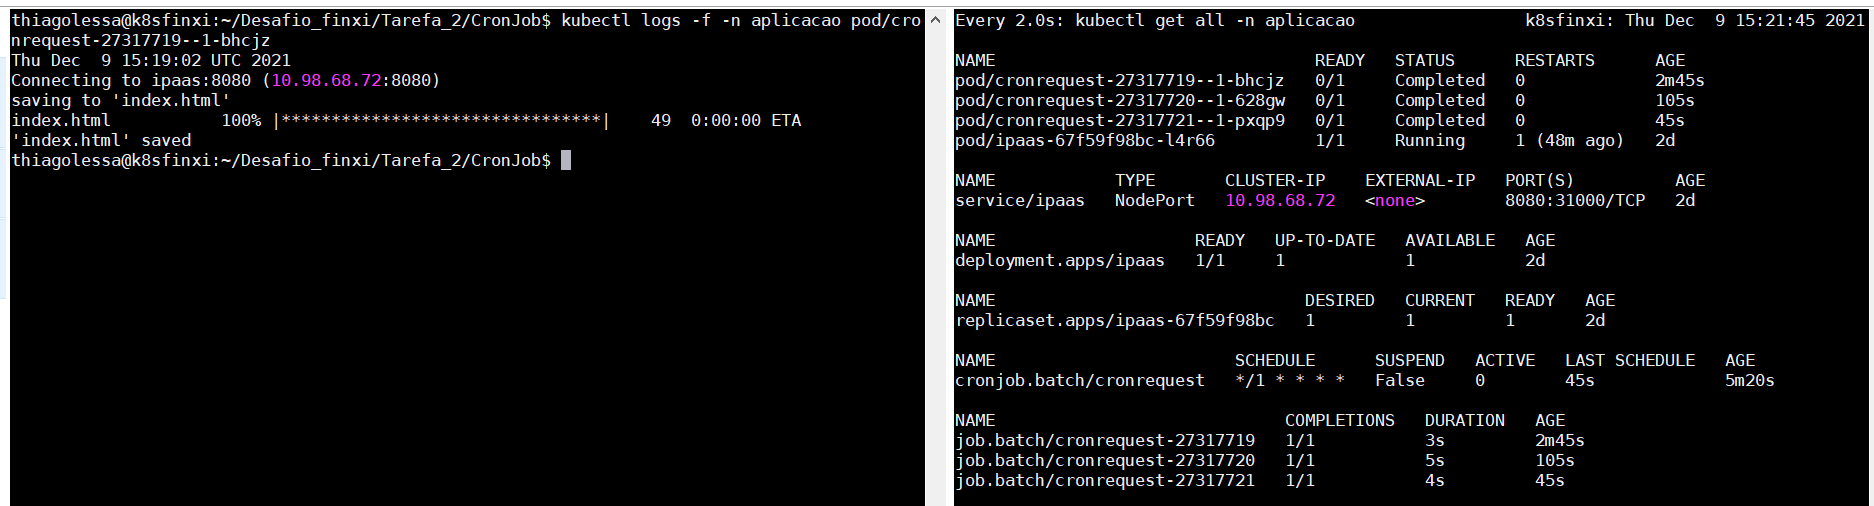 thiagolessa@k8sfinxi:~/Desafio_finxi/Tarefa_2/CronJob$ kubectl logs -f -n aplicacao pod/cro
nrequest-27317719--1-bhcjz
Thu Dec  9 15:19:02 UTC 2021
Connecting to ipaas:8080 (10.98.68.72:8080)
saving to 'index.html'
index.html           100% |********************************|    49  0:00:00 ETA
'index.html' saved
thiagolessa@k8sfinxi:~/Desafio_finxi/Tarefa_2/CronJob$
Every 2.0s: kubectl get all -n aplicacao                 k8sfinxi: Thu Dec  9 15:21:45 2021
NAME                                READY   STATUS      RESTARTS      AGE
pod/cronrequest-27317719--1-bhcjz   0/1     Completed   0             2m45s
pod/cronrequest-27317720--1-628gw   0/1     Completed   0             105s
pod/cronrequest-27317721--1-pxqp9   0/1     Completed   0             45s
pod/ipaas-67f59f98bc-l4r66          1/1     Running     1 (48m ago)   2d
NAME            TYPE       CLUSTER-IP    EXTERNAL-IP   PORT(S)          AGE
service/ipaas   NodePort   10.98.68.72   <none>        8080:31000/TCP   2d
NAME                    READY   UP-TO-DATE   AVAILABLE   AGE
deployment.apps/ipaas   1/1     1            1           2d
NAME                               DESIRED   CURRENT   READY   AGE
replicaset.apps/ipaas-67f59f98bc   1         1         1       2d
NAME                        SCHEDULE      SUSPEND   ACTIVE   LAST SCHEDULE   AGE
cronjob.batch/cronrequest   */1 * * * *   False     0        45s             5m20s
NAME                             COMPLETIONS   DURATION   AGE
job.batch/cronrequest-27317719   1/1           3s         2m45s
job.batch/cronrequest-27317720   1/1           5s         105s
job.batch/cronrequest-27317721   1/1           4s         45s